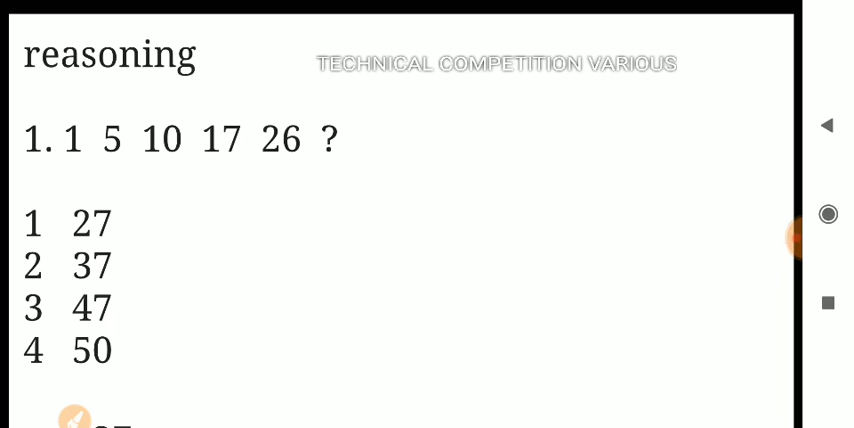 reasoning
TECHNICAL COMPETITION VARIOUS
1. 1 5 10 17 26 ?
1 27
2 37
3 47
4 50